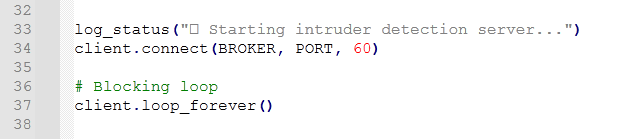 32
33 log_status("□ Starting intruder detection server...")
34 client.connect(BROKER, PORT, 60)
35
36 # Blocking loop
37 client.loop_forever()
38